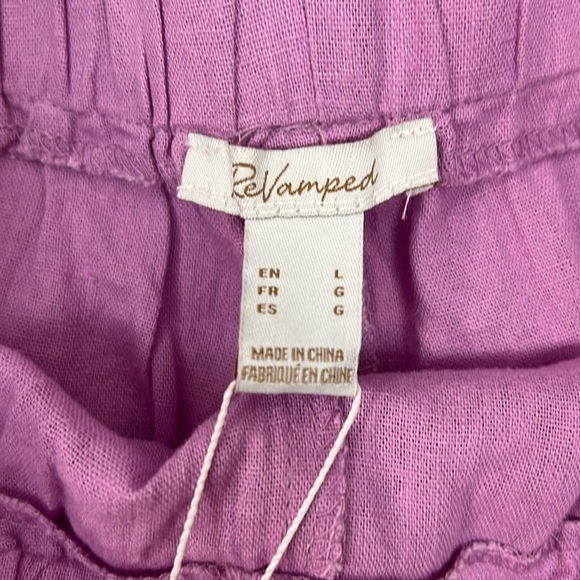 ReVamped
EN L
FR G
ES G
MADE IN CHINA
FABRIQUÉ EN CHINE